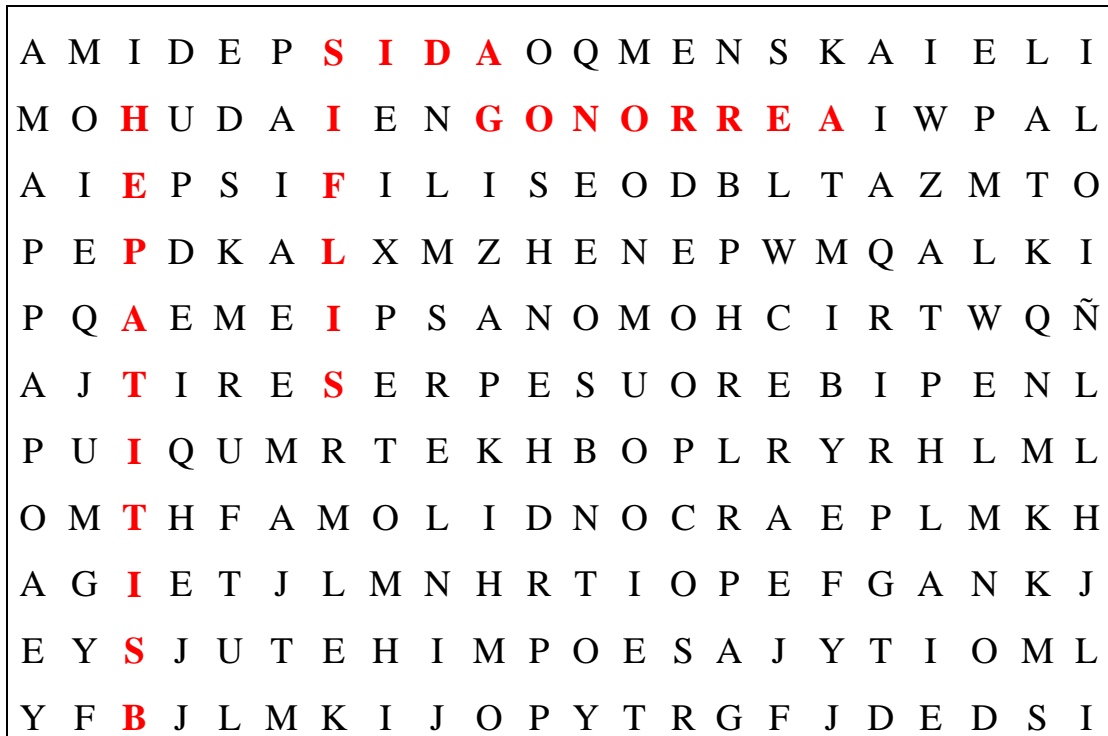 A M I D E P S I D A O Q M E N S K A I E L I
M O H U D A I E N G O N O R R E A I W P A L
A I E P S I F I L I S E O D B L T A Z M T O
P E P D K A L X M Z H E N E P W M Q A L K I
P Q A E M E I P S A N O M O H C I R T W Q Ñ
A J T I R E S E R P E S U O R E B I P E N L
P U I Q U M R T E K H B O P L R Y R H L M L
O M T H F A M O L I D N O C R A E P L M K H
A G I E T J L M N H R T I O P E F G A N K J
E Y S J U T E H I M P O E S A J Y T I O M L
Y F B J L M K I J O P Y T R G F J D E D S I